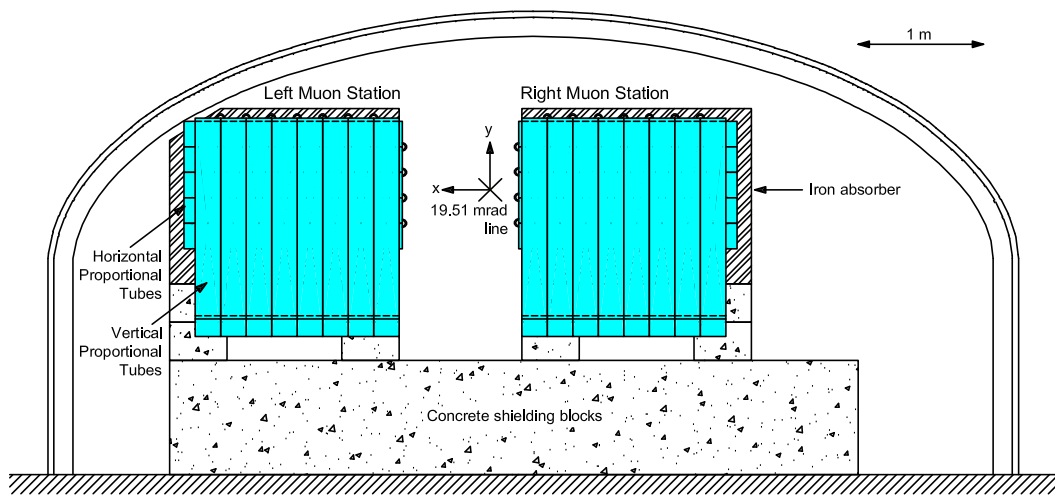 1 m
Left Muon Station
Right Muon Station
y
x
19.51 mrad
line
Iron absorber
Horizontal
Proportional
Tubes
Vertical
Proportional
Tubes
Concrete shielding blocks